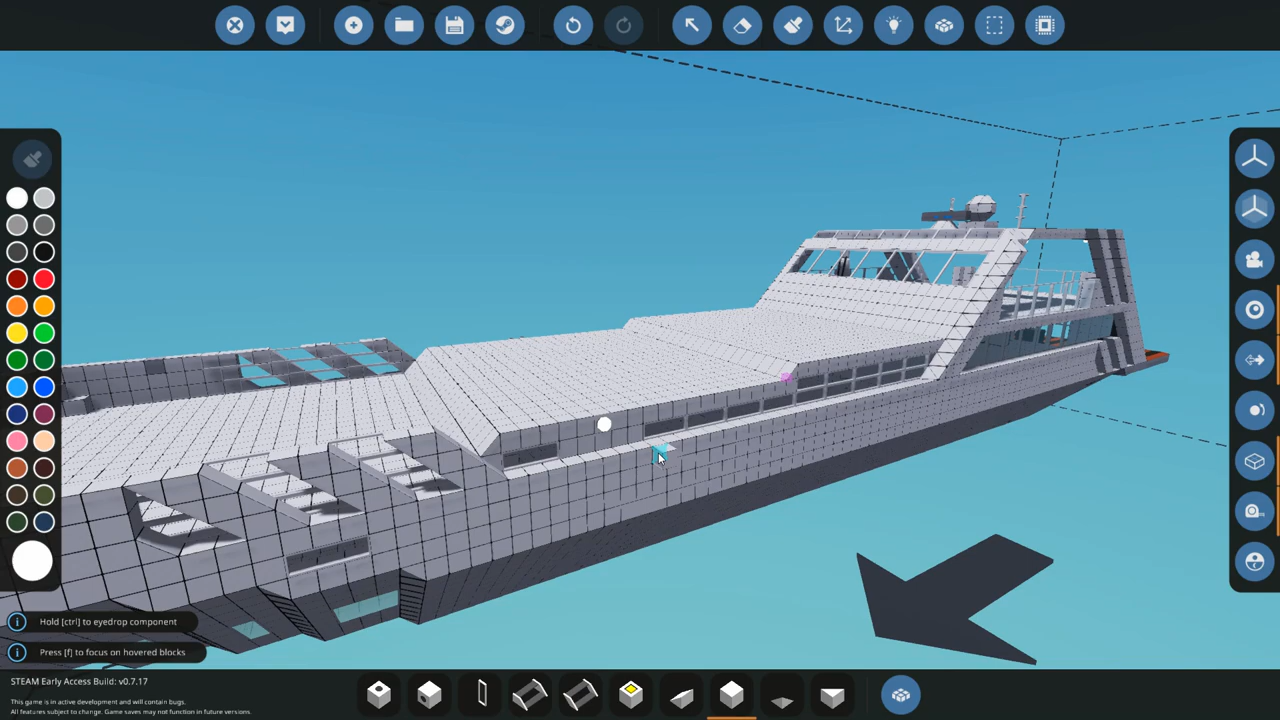 Hold [ctrl] to eyedrop component
Press [f] to focus on hovered blocks
STEAM Early Access Build: v0.7.17
This game is in active development and will contain bugs.
All features subject to change. Game saves may not function in future versions.